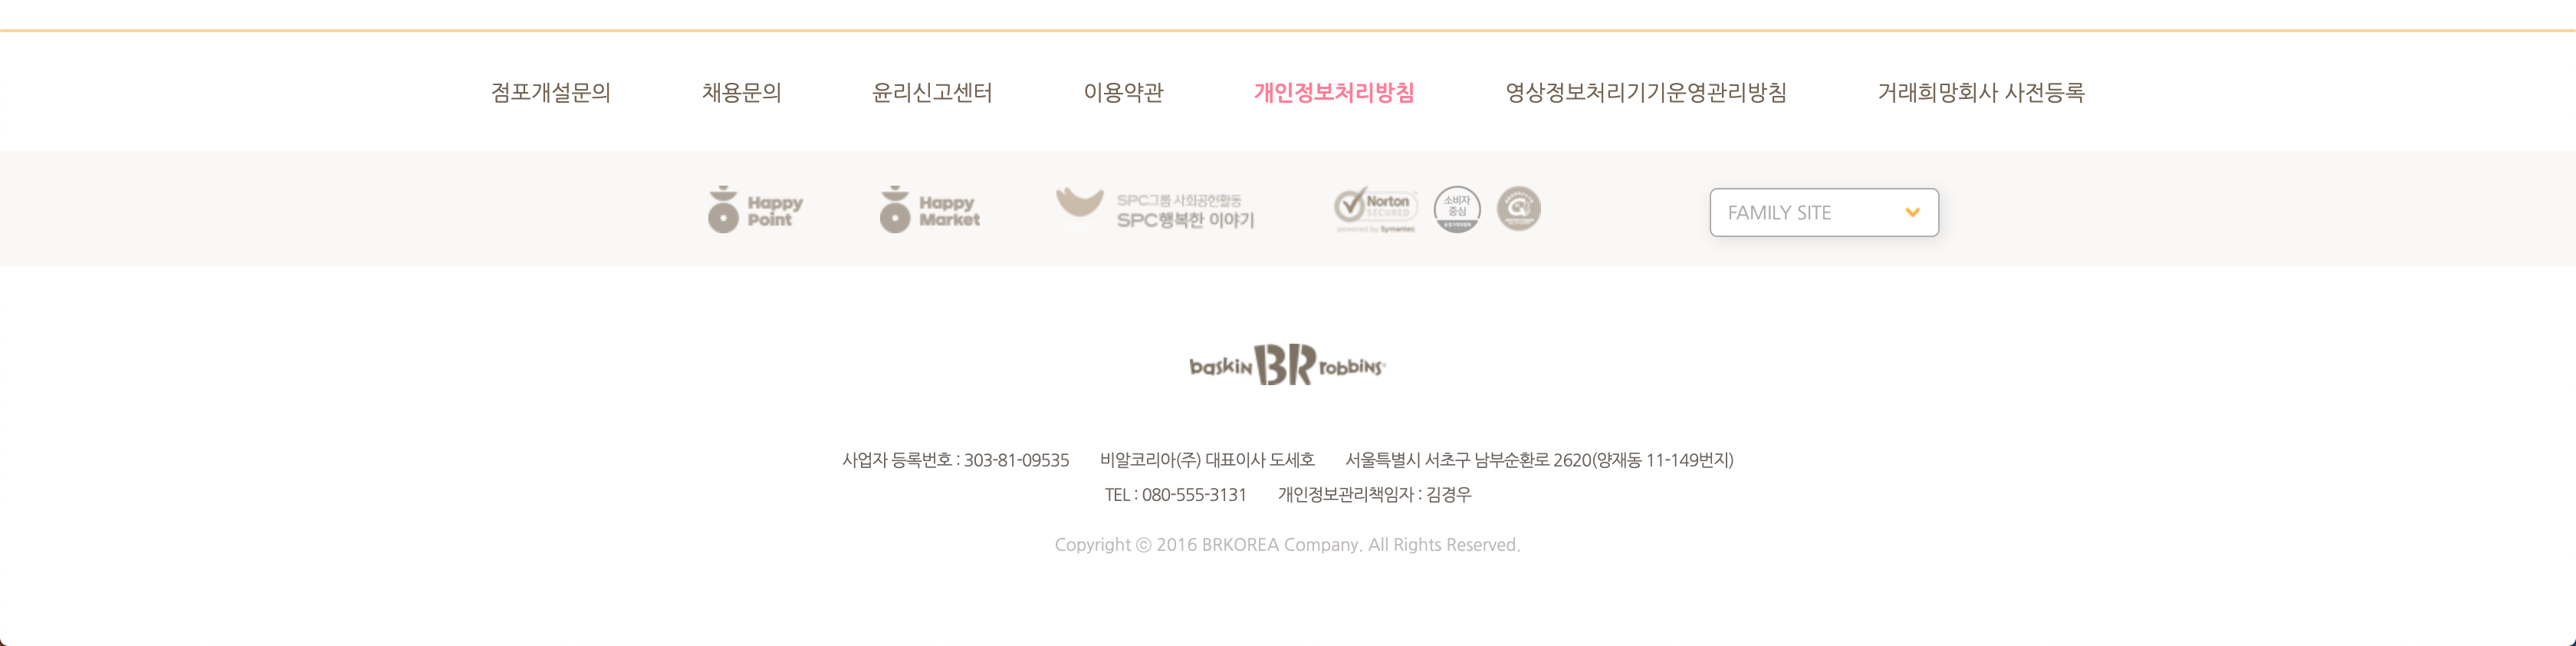 점포개설문의 채용문의 윤리신고센터 이용약관 개인정보처리방침 영상정보처리기기운영관리방침 거래희망회사 사전등록
Happy Point
Happy Market
SPC그룹 사회공헌활동
SPC행복한 이야기
Norton
SECURED
powered by Symantec
소비자
중심
FAMILY SITE
baskin BR robbins
사업자 등록번호 : 303-81-09535 비알코리아(주) 대표이사 도세호 서울특별시 서초구 남부순환로 2620(양재동 11-149번지)
TEL : 080-555-3131 개인정보관리책임자 : 김경우
Copyright ⓒ 2016 BRKOREA Company. All Rights Reserved.